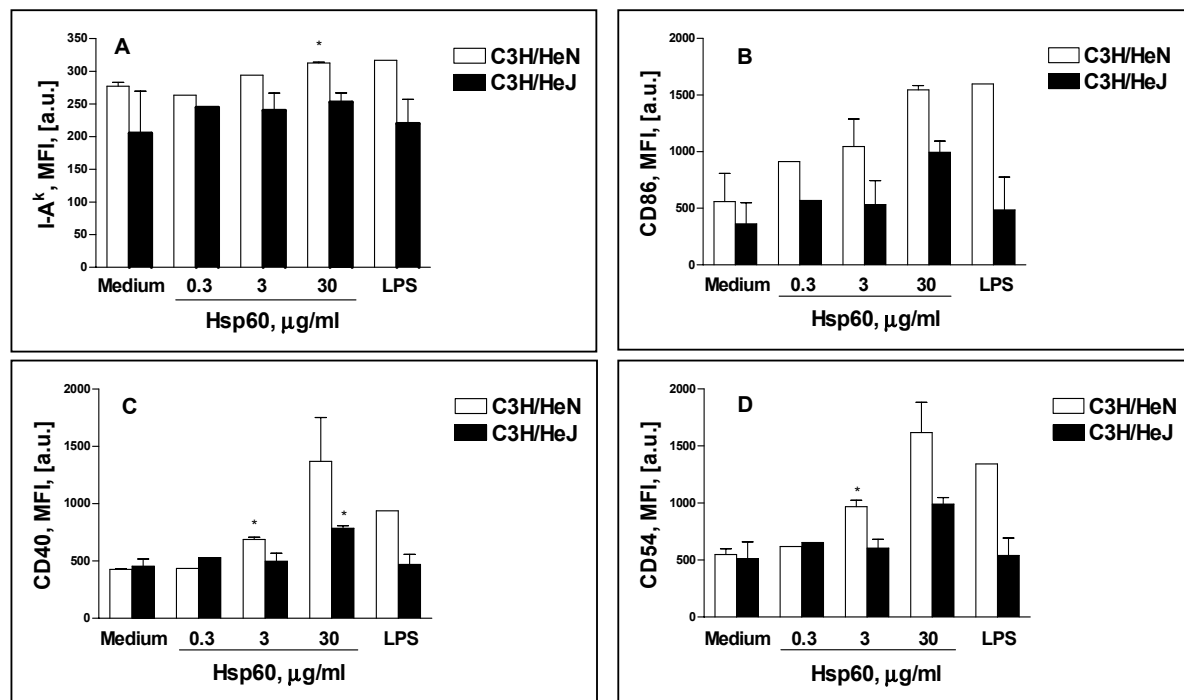 A
I-Aᵏ, MFI, [a.u.]
350
300
250
200
150
100
50
0
Medium 0.3 3 30 LPS
Hsp60, μg/ml
*
C3H/HeN
C3H/HeJ
B
CD86, MFI, [a.u.]
2000
1500
1000
500
0
Medium 0.3 3 30 LPS
Hsp60, μg/ml
C3H/HeN
C3H/HeJ
C
CD40, MFI, [a.u.]
2000
1500
1000
500
0
Medium 0.3 3 30 LPS
Hsp60, μg/ml
* *
C3H/HeN
C3H/HeJ
D
CD54, MFI, [a.u.]
2000
1500
1000
500
0
Medium 0.3 3 30 LPS
Hsp60, μg/ml
*
C3H/HeN
C3H/HeJ